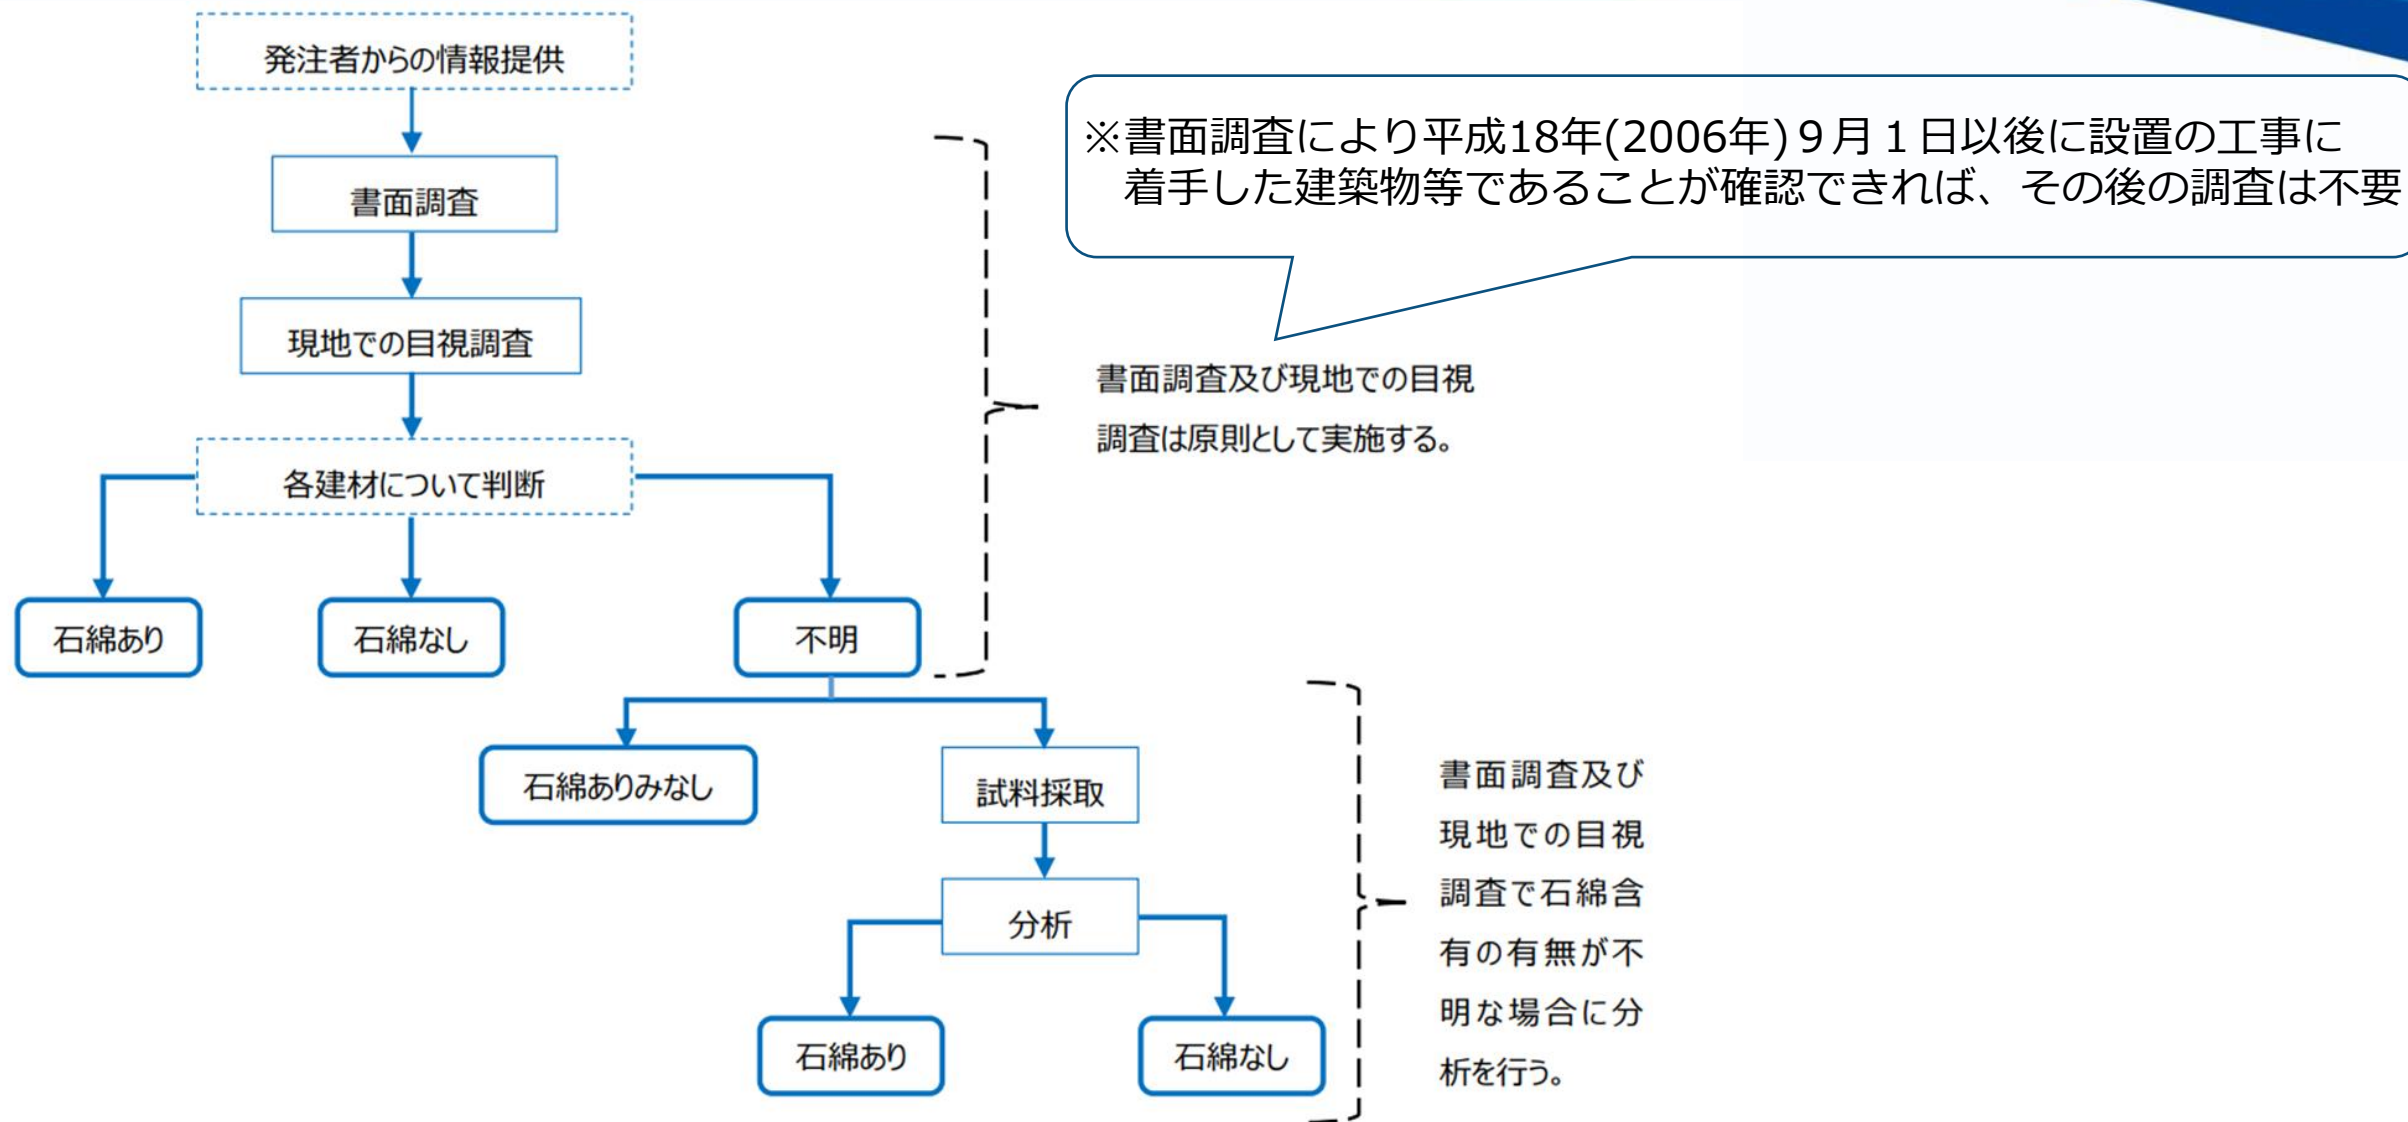 発注者からの情報提供
※書面調査により平成18年(2006年)９月１日以後に設置の工事に
着手した建築物等であることが確認できれば、その後の調査は不要
書面調査
現地での目視調査
書面調査及び現地での目視
調査は原則として実施する。
各建材について判断
石綿あり
石綿なし
不明
石綿ありみなし
試料採取
分析
石綿あり
石綿なし
書面調査及び
現地での目視
調査で石綿含
有の有無が不
明な場合に分
析を行う。